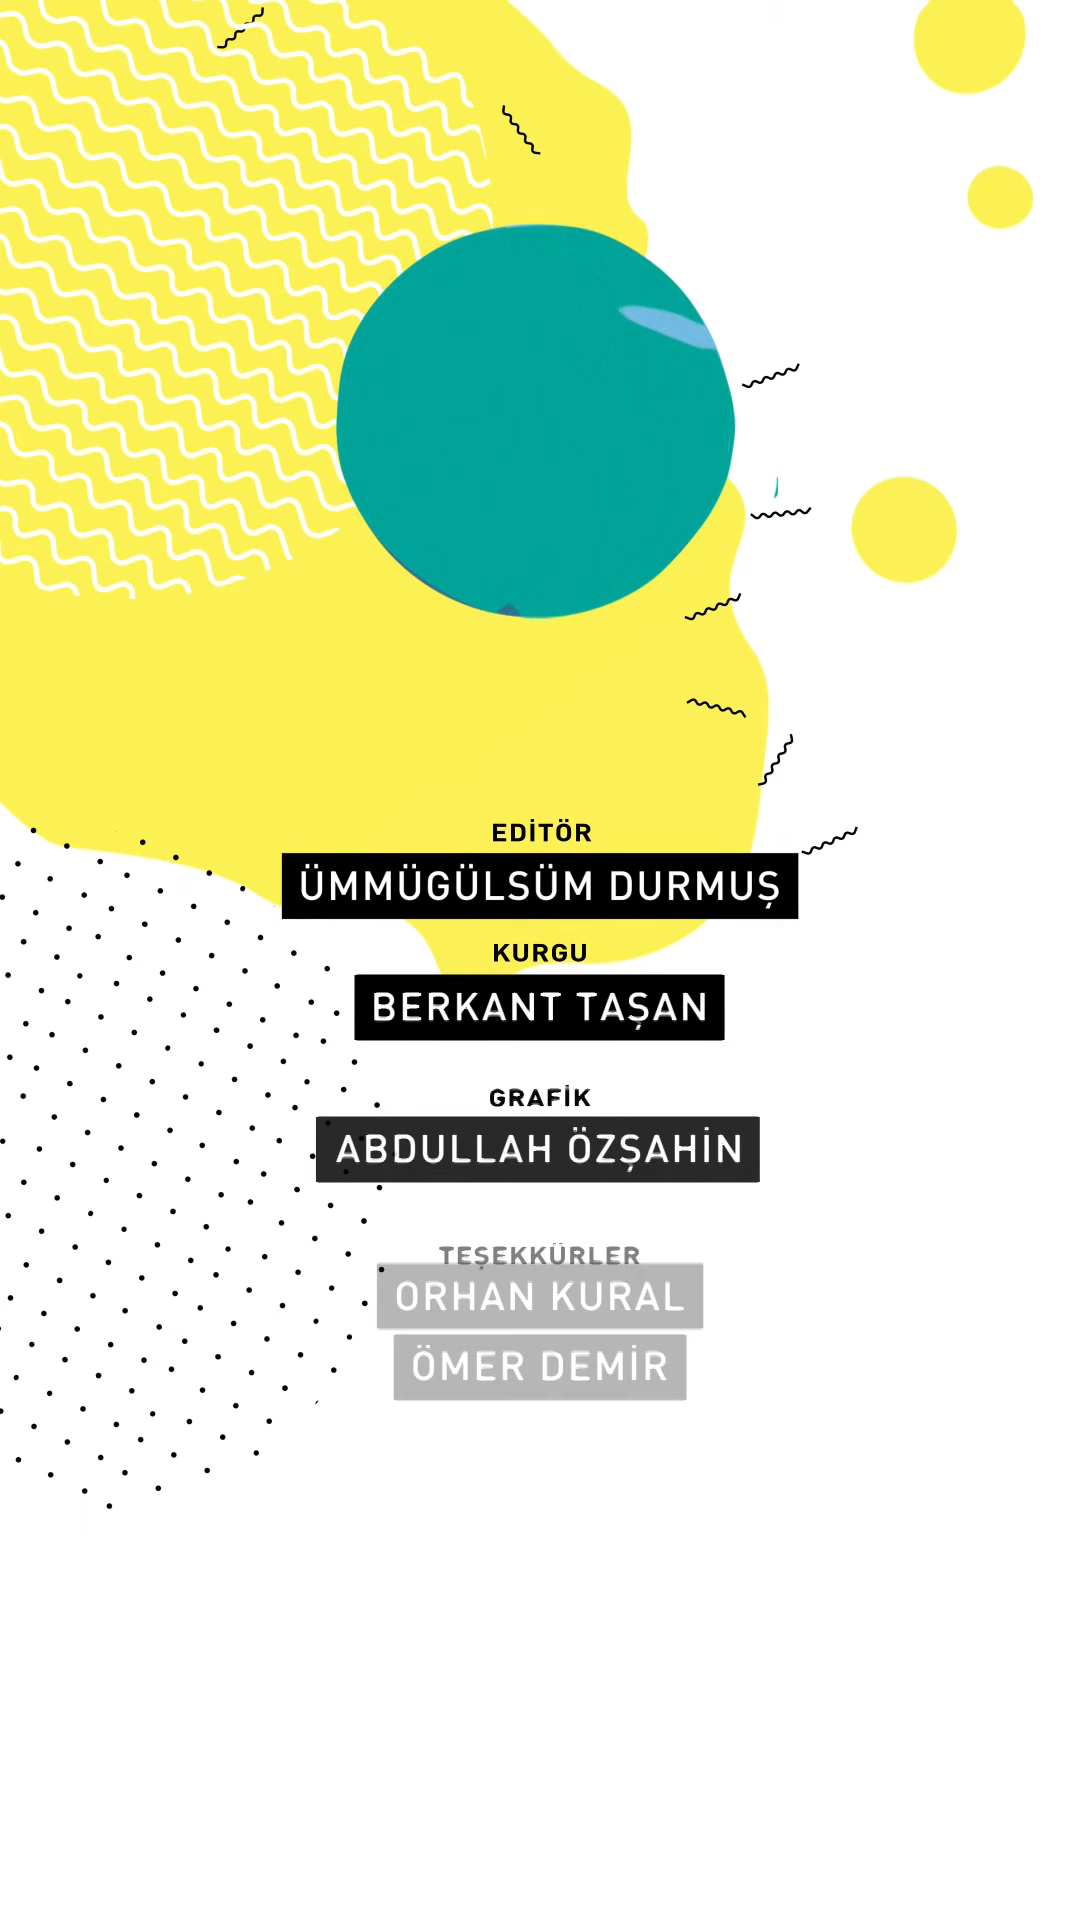 EDİTÖR
ÜMMÜGÜLSÜM DURMUŞ
KURGU
BERKANT TAŞAN
GRAFİK
ABDULLAH ÖZŞAHİN
TEŞEKKÜRLER
ORHAN KURAL
ÖMER DEMİR